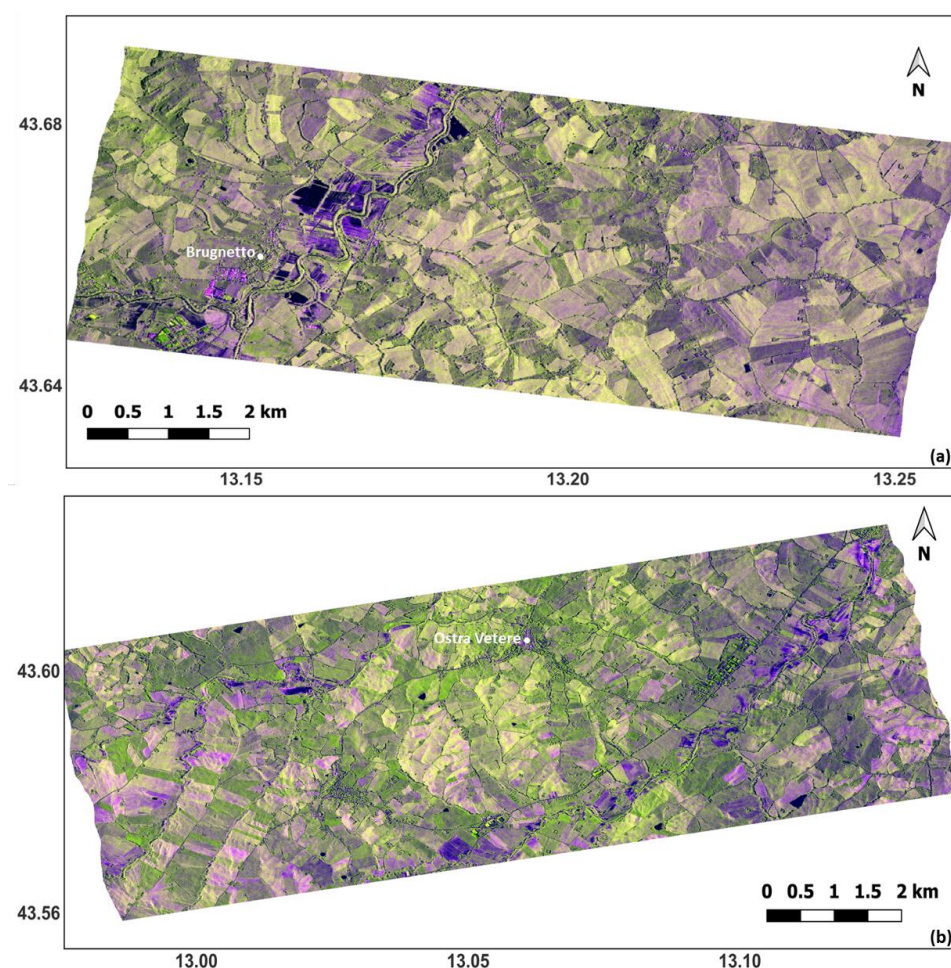 N
43.68
Brugnetto
43.64
0 0.5 1 1.5 2 km
(a)
13.15 13.20 13.25
N
Ostra Vetere
43.60
0 0.5 1 1.5 2 km
43.56
(b)
13.00 13.05 13.10